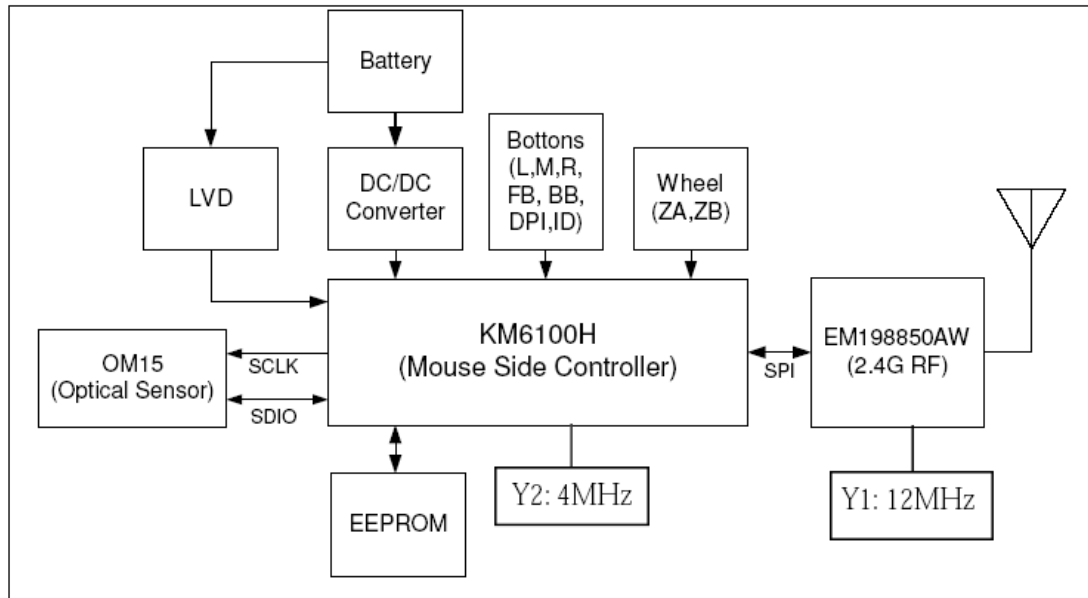 Battery
LVD
DC/DC
Converter
Bottons
(L,M,R,
FB, BB,
DPI,ID)
Wheel
(ZA,ZB)
KM6100H
(Mouse Side Controller)
OM15
(Optical Sensor)
SCLK
SDIO
SPI
EM198850AW
(2.4G RF)
EEPROM
Y2: 4MHz
Y1: 12MHz